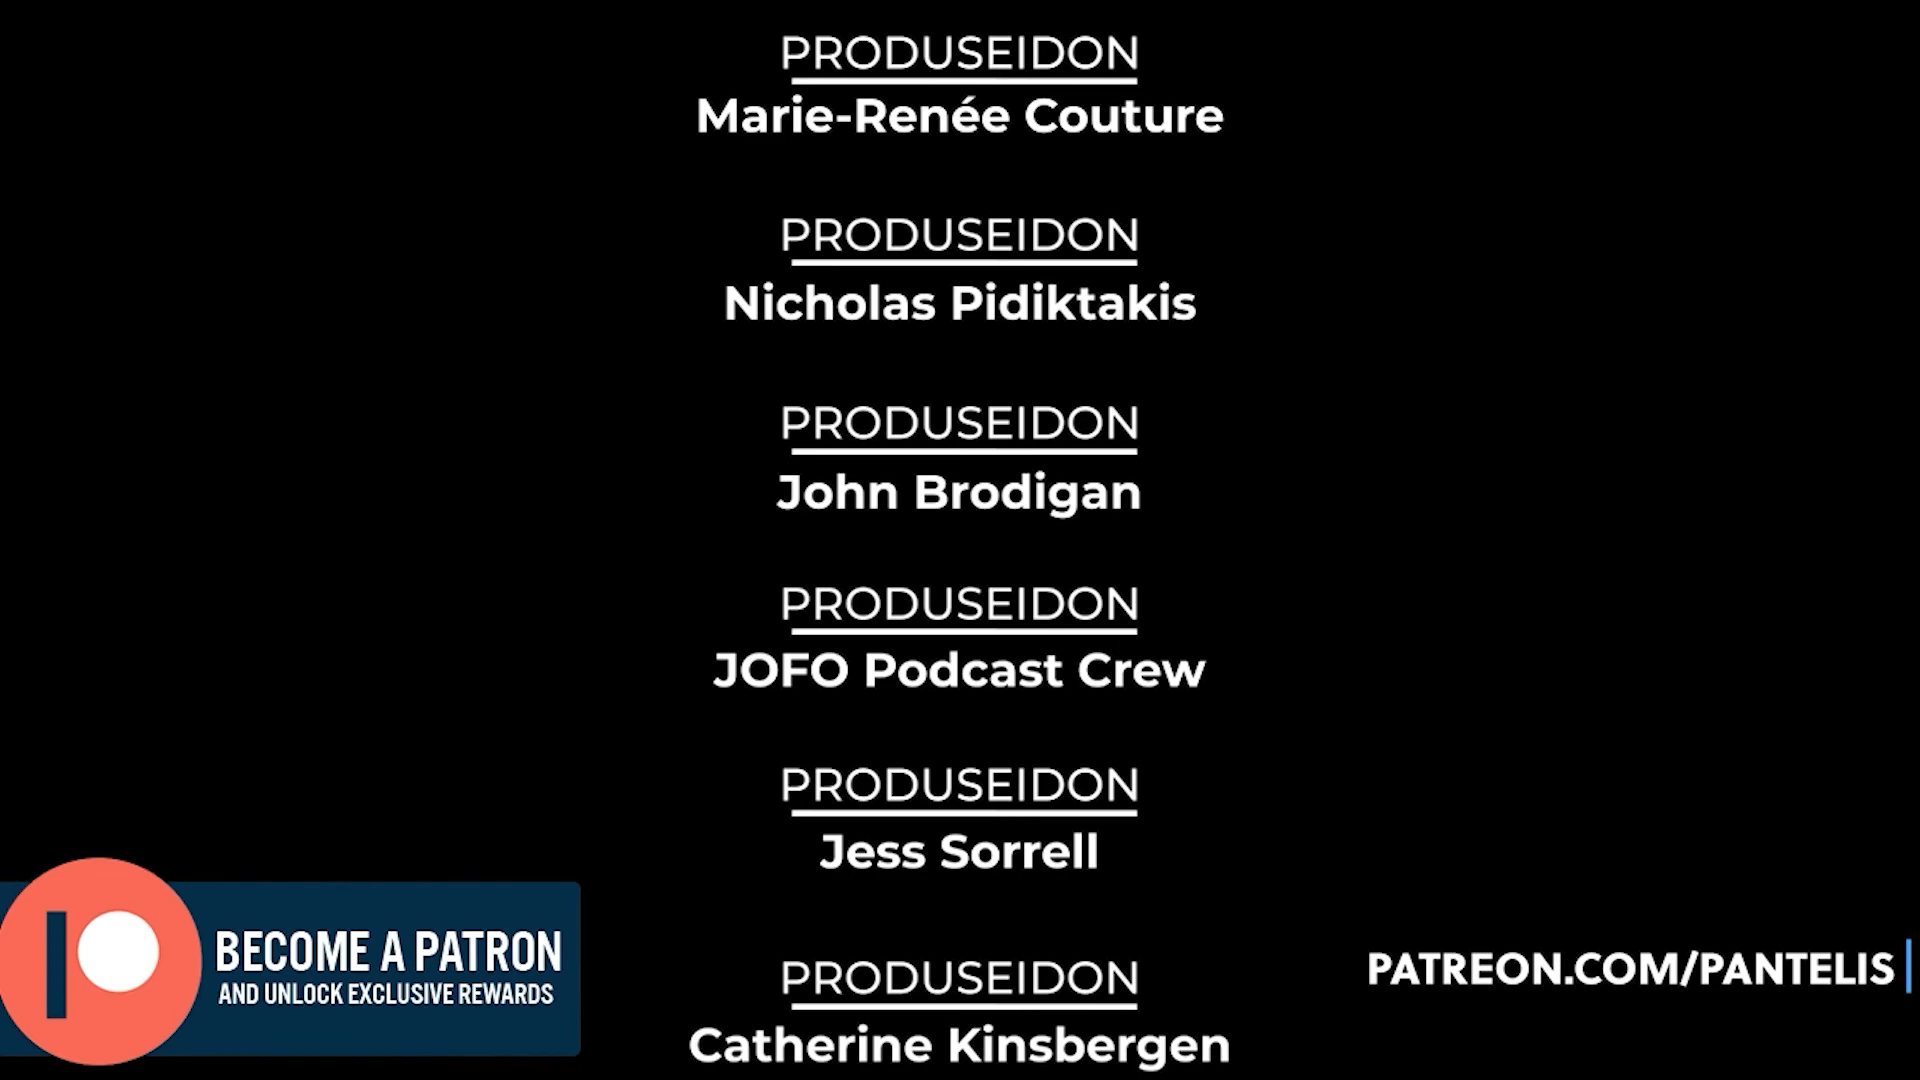 PRODUSEIDON
Marie-Renée Couture
PRODUSEIDON
Nicholas Pidiktakis
PRODUSEIDON
John Brodigan
PRODUSEIDON
JOFO Podcast Crew
PRODUSEIDON
Jess Sorrell
PRODUSEIDON
Catherine Kinsbergen
BECOME A PATRON
AND UNLOCK EXCLUSIVE REWARDS
PATREON.COM/PANTELIS